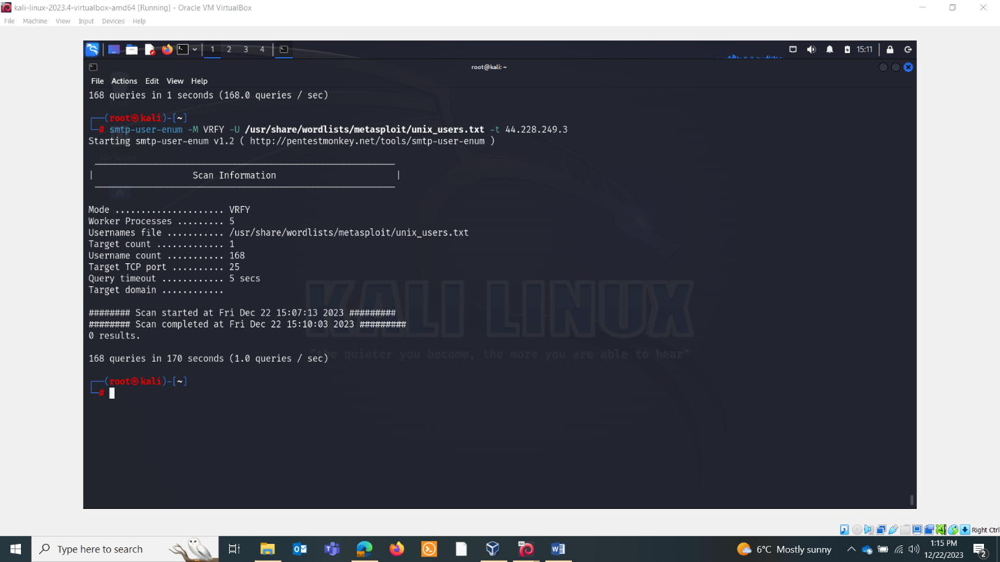 kali-linux-2023.4-virtualbox-amd64 [Running] - Oracle VM VirtualBox
File Machine View Input Devices Help
1 2 3 4 15:11
root@kali: ~
File Actions Edit View Help
168 queries in 1 seconds (168.0 queries / sec)
┌──(root㉿kali)-[~]
└─# smtp-user-enum -M VRFY -U /usr/share/wordlists/metasploit/unix_users.txt -t 44.228.249.3
Starting smtp-user-enum v1.2 ( http://pentestmonkey.net/tools/smtp-user-enum )
| Scan Information |
Mode ..................... VRFY
Worker Processes ......... 5
Usernames file ........... /usr/share/wordlists/metasploit/unix_users.txt
Target count ............. 1
Username count ........... 168
Target TCP port .......... 25
Query timeout ............ 5 secs
Target domain ............
######## Scan started at Fri Dec 22 15:07:13 2023 #########
######## Scan completed at Fri Dec 22 15:10:03 2023 #########
0 results.
168 queries in 170 seconds (1.0 queries / sec)
┌──(root㉿kali)-[~]
└─#
KALI LINUX
"the quieter you become, the more you are able to hear"
Right Ctrl
Type here to search
6°C Mostly sunny
1:15 PM
12/22/2023
2